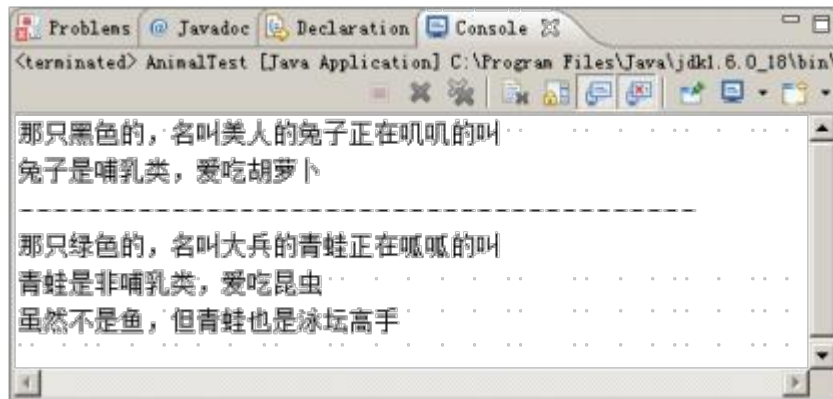 Problems @ Javadoc Declaration Console
<terminated> AnimalTest [Java Application] C:\Program Files\Java\jdk1.6.0_18\bin\
那只黑色的，名叫美人的兔子正在叽叽的叫
兔子是哺乳类，爱吃胡萝卜
----------------------------------------
那只绿色的，名叫大兵的青蛙正在呱呱的叫
青蛙是非哺乳类，爱吃昆虫
虽然不是鱼，但青蛙也是泳坛高手